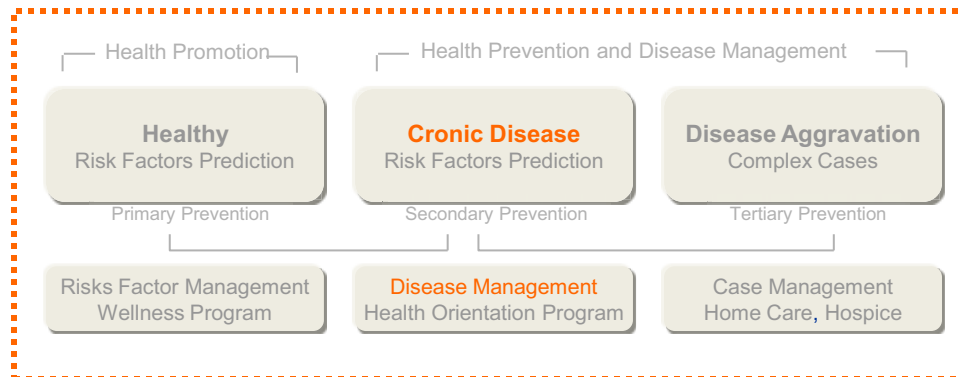 Health Promotion
Health Prevention and Disease Management
Healthy
Risk Factors Prediction
Cronic Disease
Risk Factors Prediction
Disease Aggravation
Complex Cases
Primary Prevention
Secondary Prevention
Tertiary Prevention
Risks Factor Management
Wellness Program
Disease Management
Health Orientation Program
Case Management
Home Care, Hospice